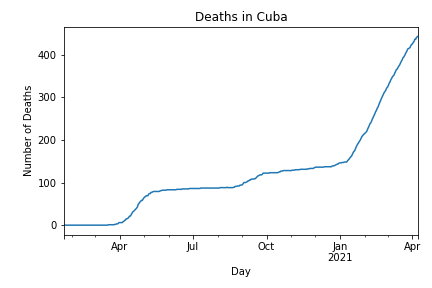 Deaths in Cuba
Number of Deaths
400
300
200
100
0
Apr
Jul
Oct
Jan
2021
Apr
Day